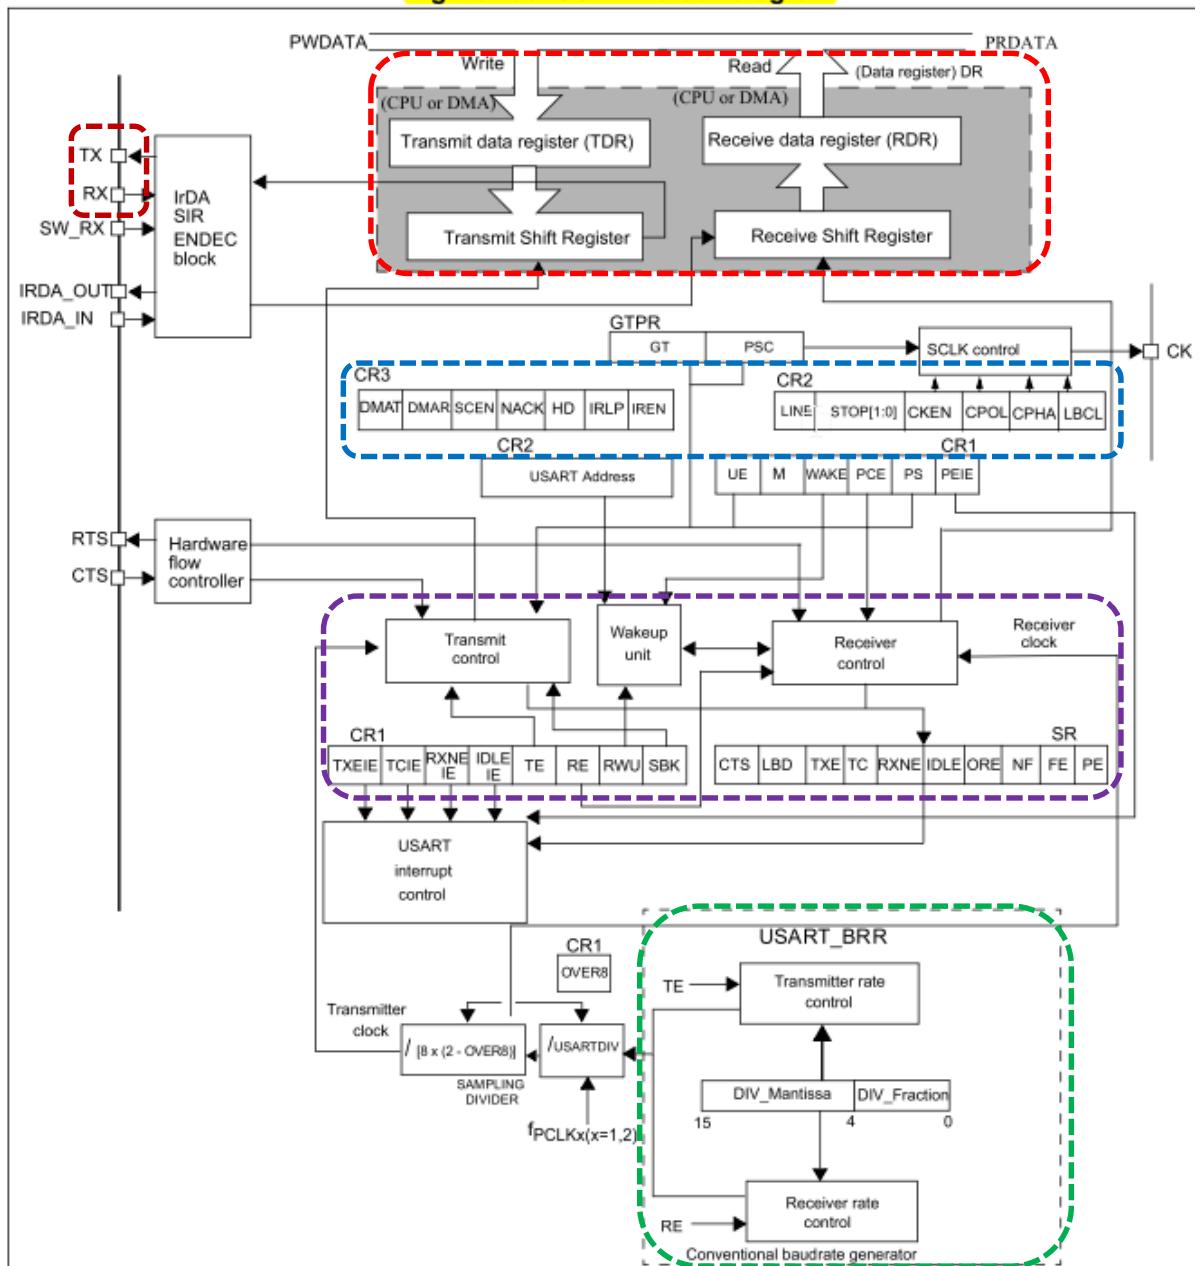 PWDATA
PRDATA
Write
Read
(Data register) DR
(CPU or DMA)
(CPU or DMA)
Transmit data register (TDR)
Receive data register (RDR)
TX
RX
SW_RX
IRDA_OUT
IRDA_IN
IrDA
SIR
ENDEC
block
Transmit Shift Register
Receive Shift Register
GTPR
GT
PSC
SCLK control
CK
CR3
DMAT
DMAR
SCEN
NACK
HD
IRLP
IREN
CR2
LINE
STOP[1:0]
CKEN
CPOL
CPHA
LBCL
CR2
USART Address
CR1
UE
M
WAKE
PCE
PS
PEIE
RTS
CTS
Hardware
flow
controller
Transmit
control
Wakeup
unit
Receiver
control
Receiver
clock
CR1
TXEIE
TCIE
RXNE
IE
IDLE
IE
TE
RE
RWU
SBK
SR
CTS
LBD
TXE
TC
RXNE
IDLE
ORE
NF
FE
PE
USART
interrupt
control
CR1
OVER8
USART_BRR
TE
Transmitter rate
control
Transmitter
clock
/ [8 x (2 - OVER8)]
/USARTDIV
SAMPLING
DIVIDER
fPCLKx(x=1,2)
DIV_Mantissa
DIV_Fraction
15
4
0
RE
Receiver rate
control
Conventional baudrate generator